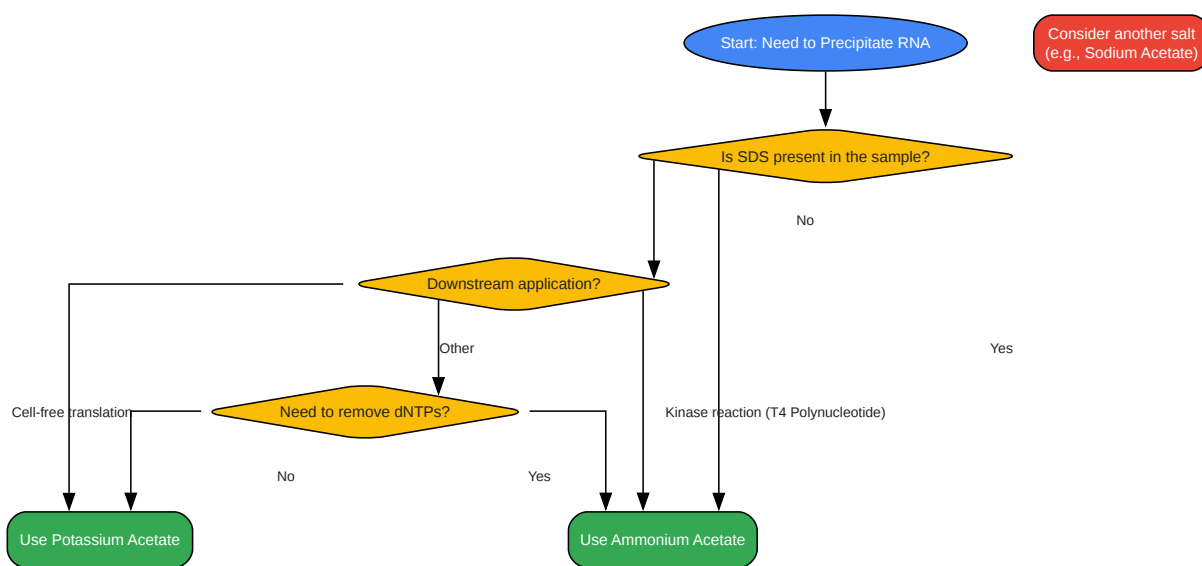 Start: Need to Precipitate RNA
Consider another salt
(e.g., Sodium Acetate)
Is SDS present in the sample?
No
Downstream application?
Other
Yes
Cell-free translation
Need to remove dNTPs?
Kinase reaction (T4 Polynucleotide)
No
Yes
Use Potassium Acetate
Use Ammonium Acetate